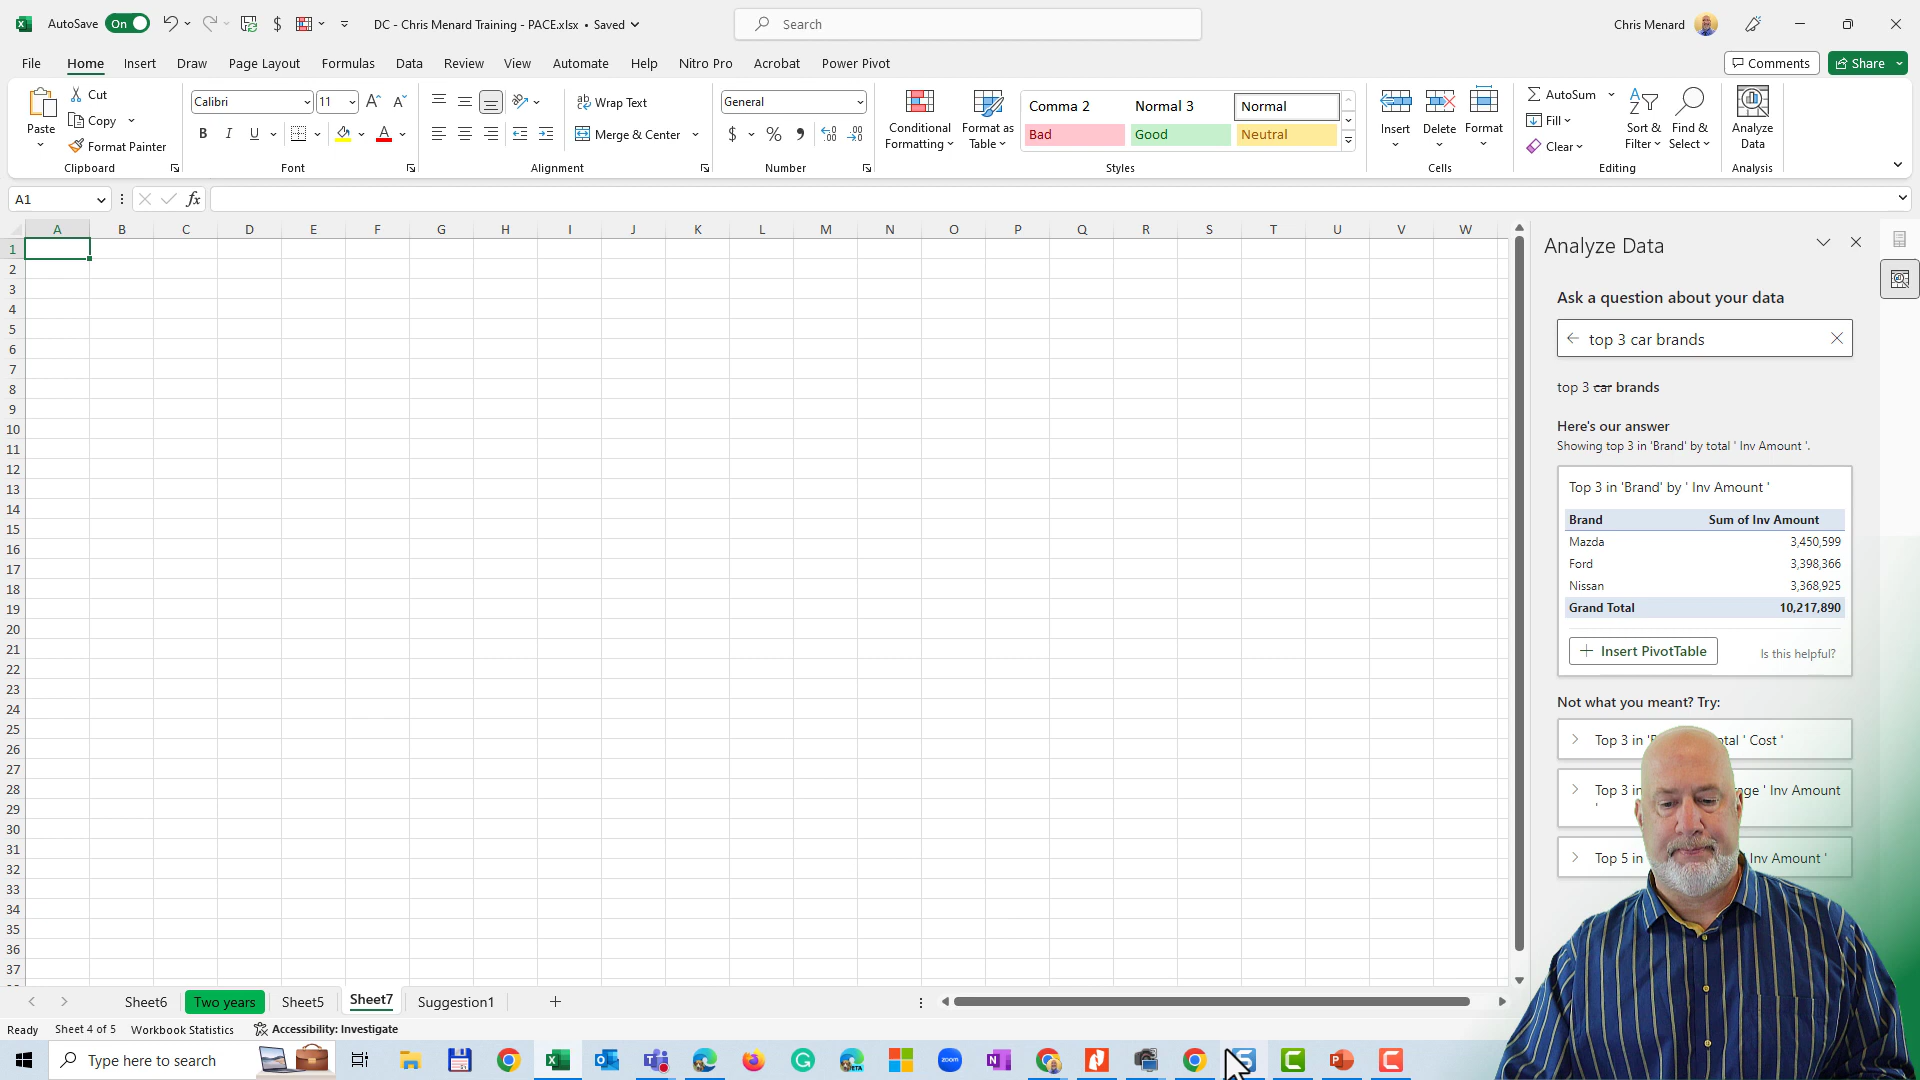 AutoSave On DC - Chris Menard Training - PACE.xlsx • Saved Search Chris Menard
File Home Insert Draw Page Layout Formulas Data Review View Automate Help Nitro Pro Acrobat Power Pivot Comments Share
Paste Cut Copy Format Painter Clipboard
Calibri 11 B I U A Font
ab Wrap Text Merge & Center Alignment
General $ % , Number
Conditional Formatting Format as Table Comma 2 Normal 3 Normal Bad Good Neutral Styles
Insert Delete Format Cells
AutoSum Fill Clear Sort & Filter Find & Select Editing
Analyze Data Analysis
A1 fx
A B C D E F G H I J K L M N O P Q R S T U V W
1
2
3
4
5
6
7
8
9
10
11
12
13
14
15
16
17
18
19
20
21
22
23
24
25
26
27
28
29
30
31
32
33
34
35
36
37
Analyze Data
Ask a question about your data
top 3 car brands
top 3 car brands
Here's our answer
Showing top 3 in 'Brand' by total ' Inv Amount '.
Top 3 in 'Brand' by ' Inv Amount '
Brand Sum of Inv Amount
Mazda 3,450,599
Ford 3,398,366
Nissan 3,368,925
Grand Total 10,217,890
Insert PivotTable Is this helpful?
Not what you meant? Try:
Top 3 in ' ' Cost '
Top 3 in ' Inv Amount
'
Top 5 in Inv Amount '
Sheet6 Two years Sheet5 Sheet7 Suggestion1
Ready Sheet 4 of 5 Workbook Statistics Accessibility: Investigate
Type here to search
zoom